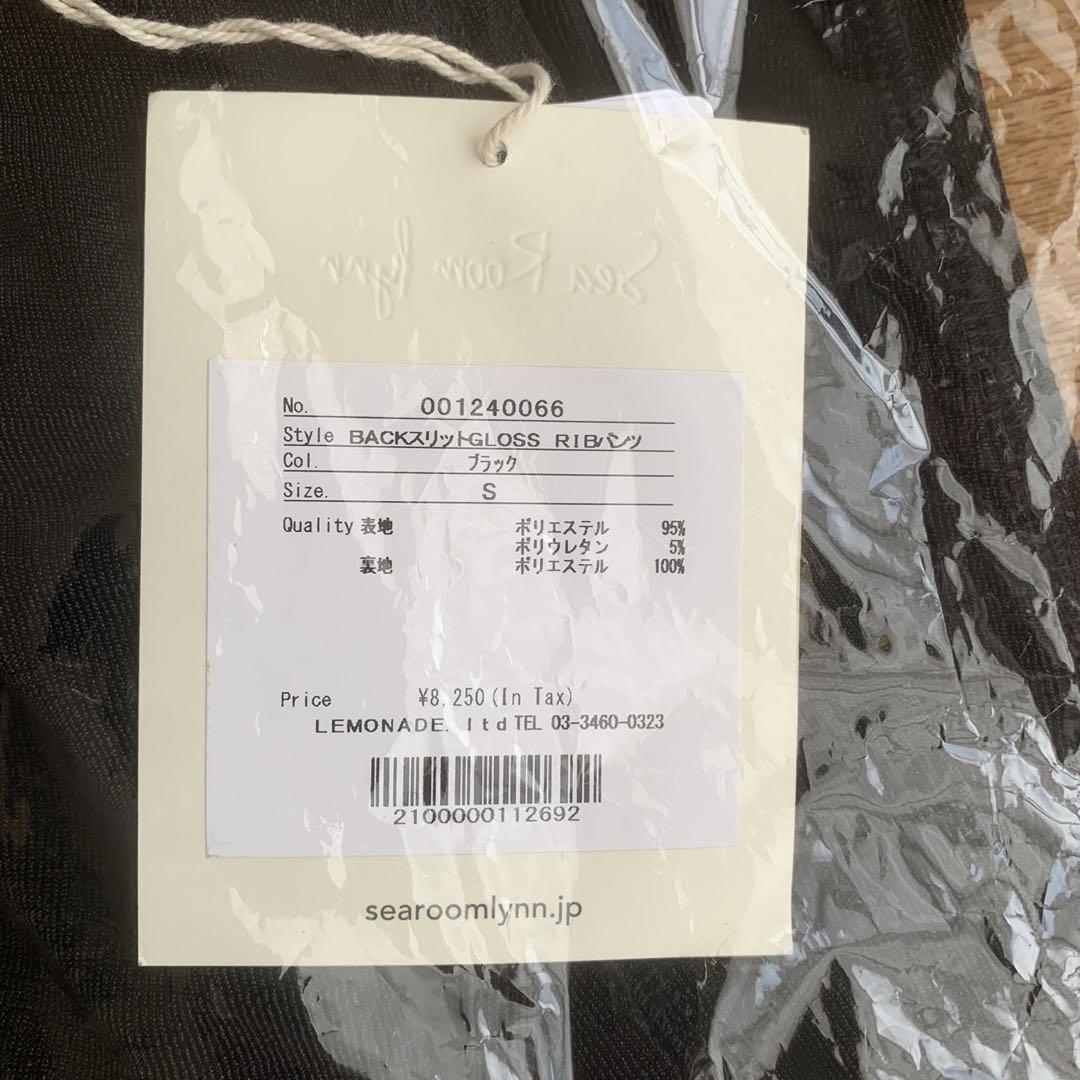 Sea Room lynn
No. 001240066
Style BACKスリットGLOSS RIBパンツ
Col. ブラック
Size. S
Quality 表地 ポリエステル 95%
ポリウレタン 5%
裏地 ポリエステル 100%
Price ¥8,250(In Tax)
LEMONADE. ltd TEL 03-3460-0323
2100000112692
searoomlynn.jp